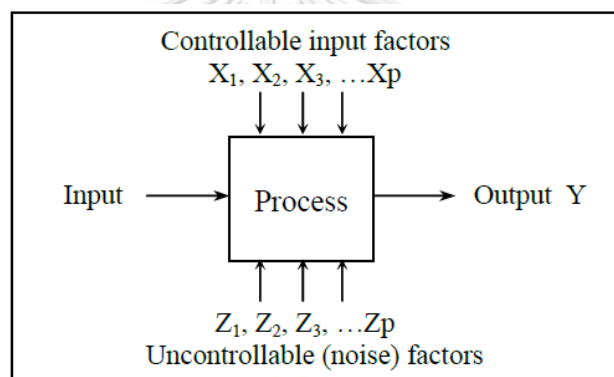 Controllable input factors
X₁, X₂, X₃, …Xp
Input
Process
Output Y
Z₁, Z₂, Z₃, …Zp
Uncontrollable (noise) factors